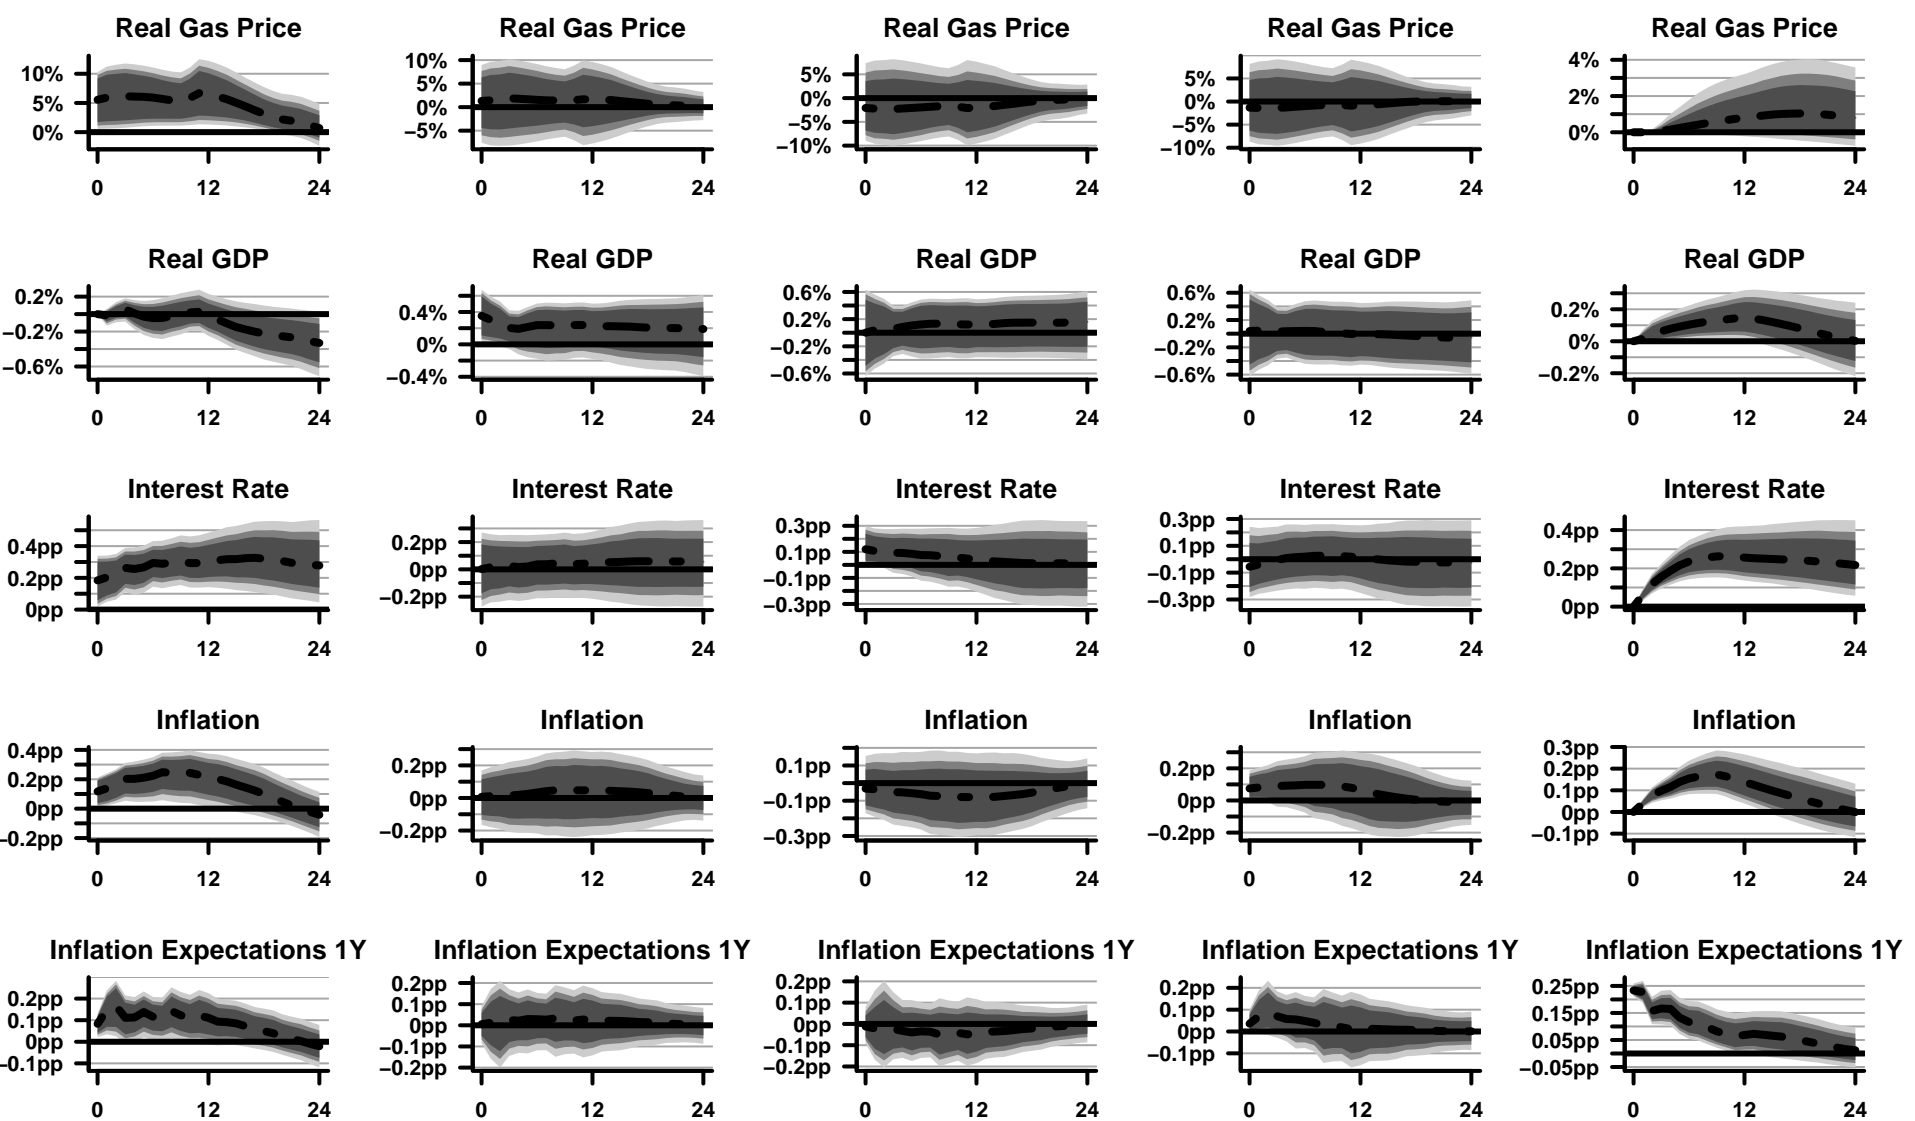 Real Gas Price Real Gas Price Real Gas Price Real Gas Price Real Gas Price
10% 5% 0% 10% 5% 0% −5% 5% 0% −5% −10% 5% 0% −5% −10% 4% 2% 0%
0 12 24 0 12 24 0 12 24 0 12 24 0 12 24
Real GDP Real GDP Real GDP Real GDP Real GDP
0.2% −0.2% −0.6% 0.4% 0% −0.4% 0.6% 0.2% −0.2% −0.6% 0.6% 0.2% −0.2% −0.6% 0.2% 0% −0.2%
0 12 24 0 12 24 0 12 24 0 12 24 0 12 24
Interest Rate Interest Rate Interest Rate Interest Rate Interest Rate
0.4pp 0.2pp 0pp 0.2pp 0pp −0.2pp 0.3pp 0.1pp −0.1pp −0.3pp 0.3pp 0.1pp −0.1pp −0.3pp 0.4pp 0.2pp 0pp
0 12 24 0 12 24 0 12 24 0 12 24 0 12 24
Inflation Inflation Inflation Inflation Inflation
0.4pp 0.2pp 0pp −0.2pp 0.2pp 0pp −0.2pp 0.1pp −0.1pp −0.3pp 0.2pp 0pp −0.2pp 0.3pp 0.2pp 0.1pp 0pp −0.1pp
0 12 24 0 12 24 0 12 24 0 12 24 0 12 24
Inflation Expectations 1Y Inflation Expectations 1Y Inflation Expectations 1Y Inflation Expectations 1Y Inflation Expectations 1Y
0.2pp 0.1pp 0pp −0.1pp 0.2pp 0.1pp 0pp −0.1pp −0.2pp 0.2pp 0.1pp 0pp −0.1pp −0.2pp 0.2pp 0.1pp 0pp −0.1pp 0.25pp 0.15pp 0.05pp −0.05pp
0 12 24 0 12 24 0 12 24 0 12 24 0 12 24